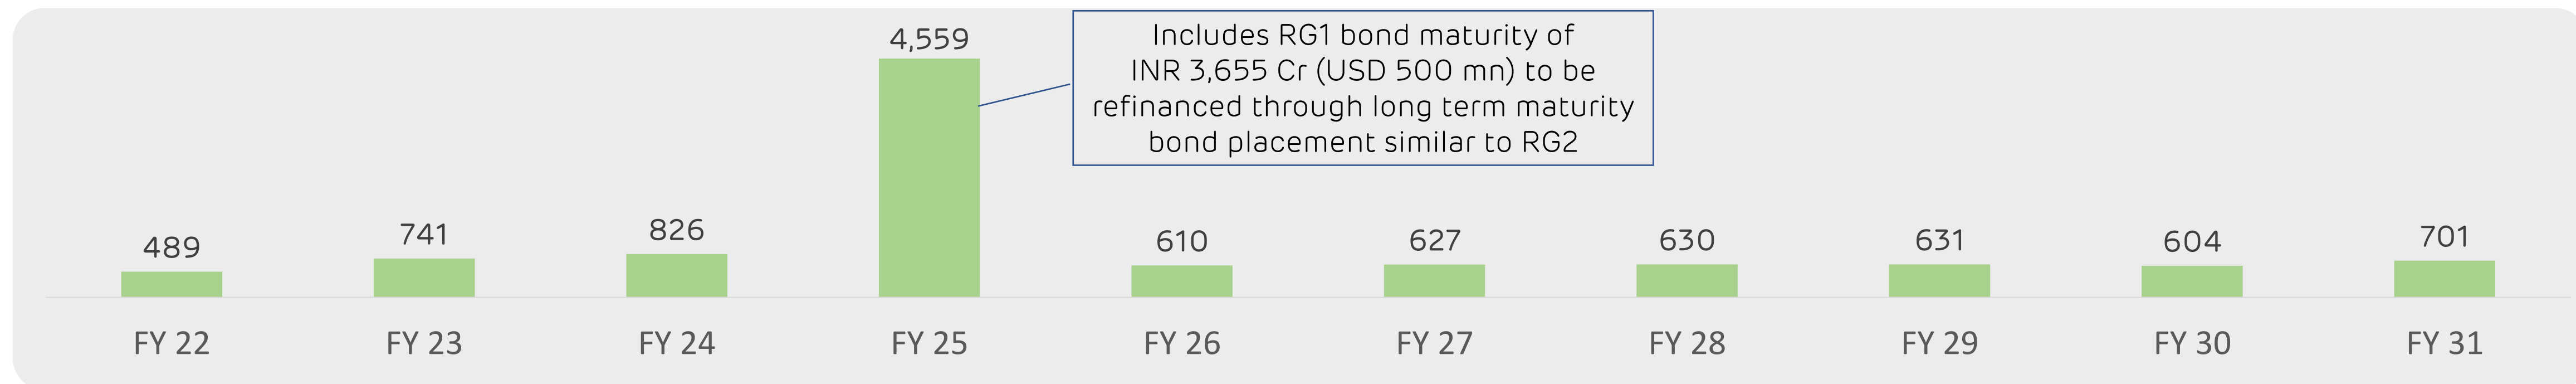 4,559
Includes RG1 bond maturity of
INR 3,655 Cr (USD 500 mn) to be
refinanced through long term maturity
bond placement similar to RG2
489 741 826 610 627 630 631 604 701
FY 22 FY 23 FY 24 FY 25 FY 26 FY 27 FY 28 FY 29 FY 30 FY 31